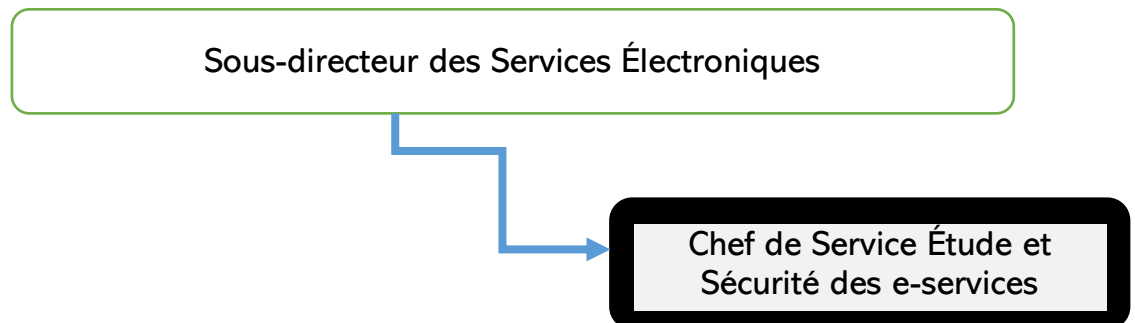 Sous-directeur des Services Électroniques
Chef de Service Étude et
Sécurité des e-services